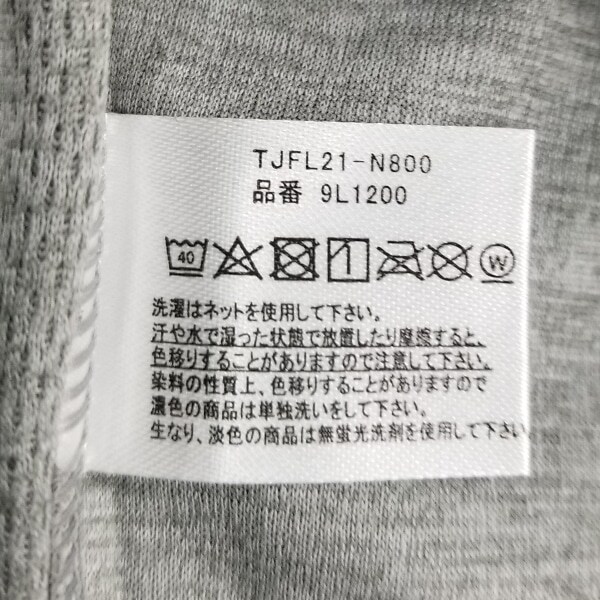 TJFL21-N800
品番 9L1200
40 W
洗濯はネットを使用して下さい。
汗や水で湿った状態で放置したり摩擦すると、
色移りすることがありますので注意して下さい。
染料の性質上、色移りすることがありますので
濃色の商品は単独洗いをして下さい。
生なり、淡色の商品は無蛍光洗剤を使用して下さい。